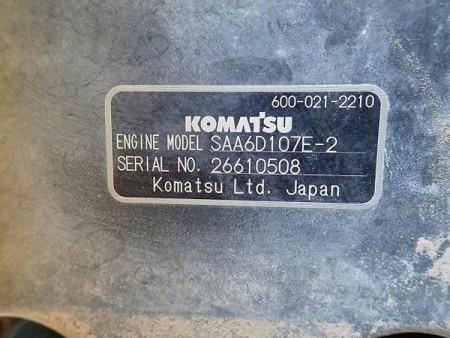 600-021-2210
KOMATSU
ENGINE MODEL SAA6D107E-2
SERIAL NO. 26610508
Komatsu Ltd. Japan